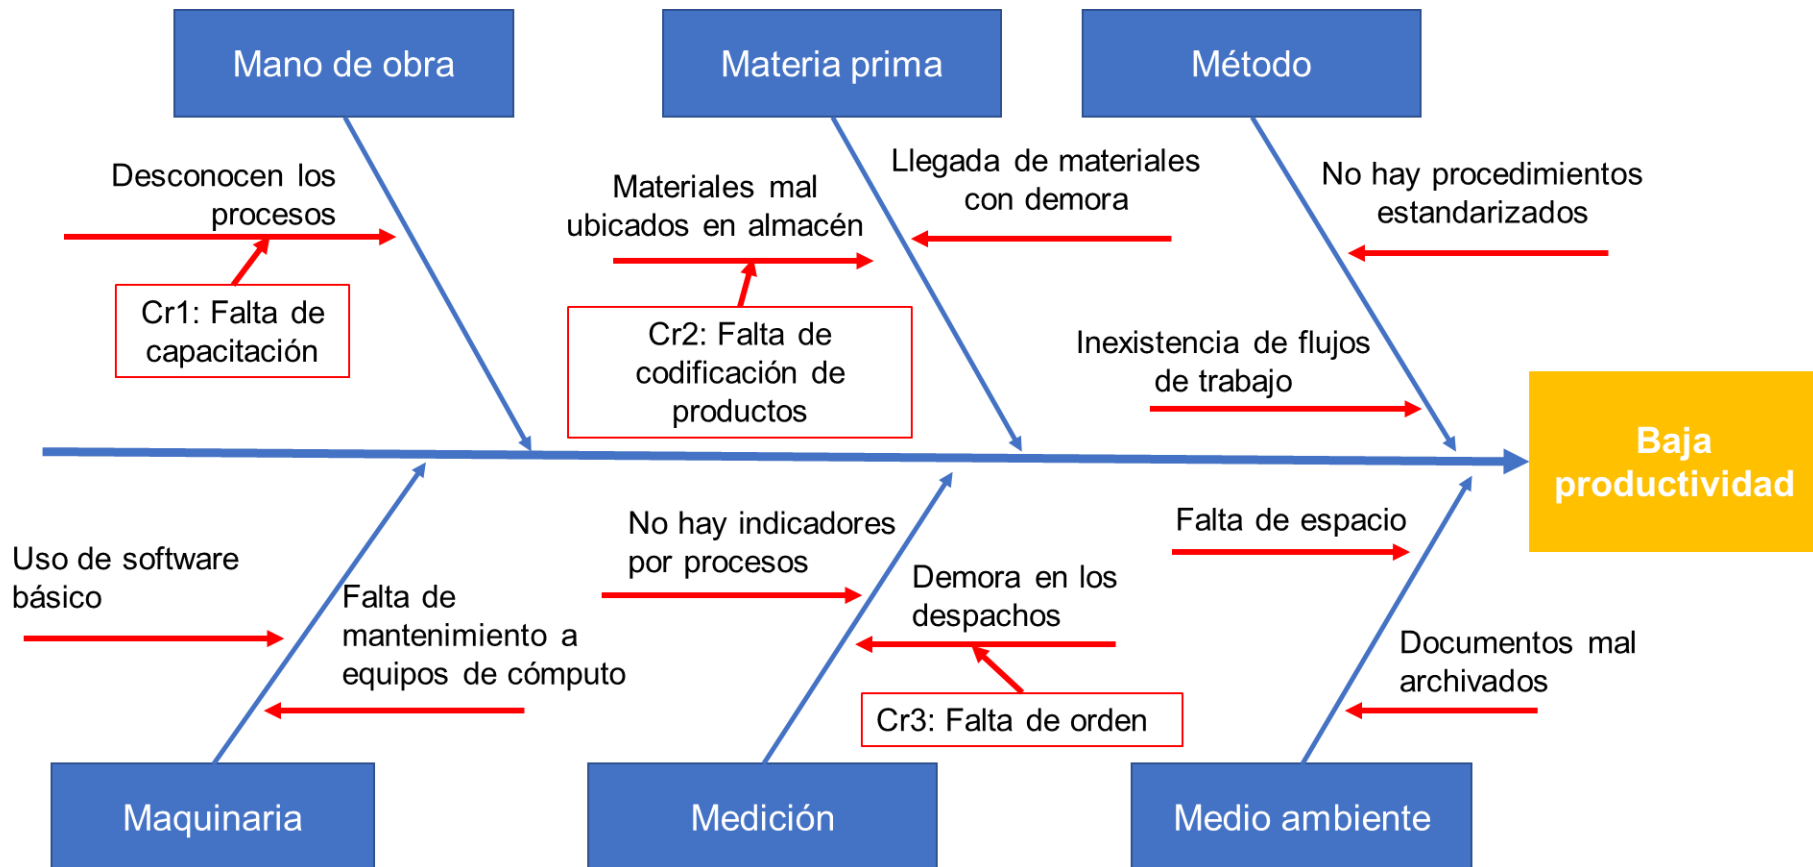 Mano de obra
Materia prima
Método
Desconocen los
procesos
Cr1: Falta de
capacitación
Materiales mal
ubicados en almacén
Cr2: Falta de
codificación de
productos
Llegada de materiales
con demora
No hay procedimientos
estandarizados
Inexistencia de flujos
de trabajo
Baja
productividad
Uso de software
básico
Falta de
mantenimiento a
equipos de cómputo
No hay indicadores
por procesos
Demora en los
despachos
Cr3: Falta de orden
Falta de espacio
Documentos mal
archivados
Maquinaria
Medición
Medio ambiente